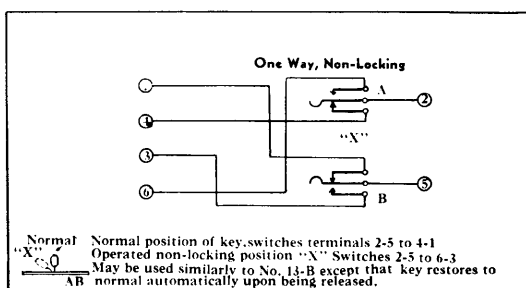 One Way, Non-Locking
A
2
4
"X"
3
5
6
B
Normal
"X"
AB
Normal position of key, switches terminals 2-5 to 4-1
Operated non-locking position "X" Switches 2-5 to 6-3
May be used similarly to No. 13-B except that key restores to
normal automatically upon being released.